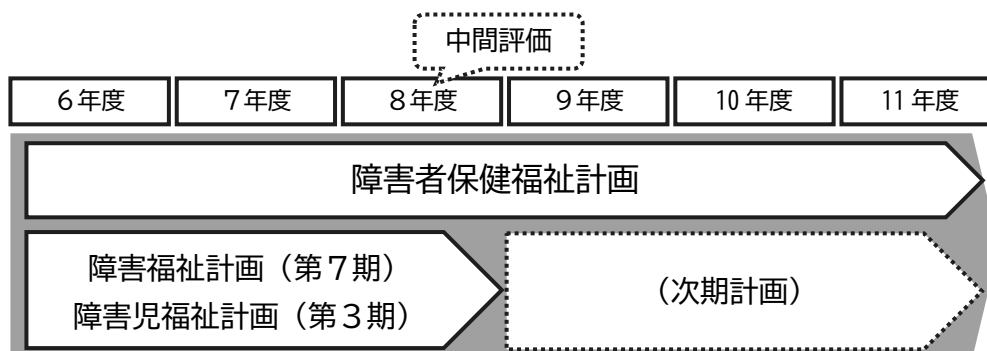 中間評価
６年度 ７年度 ８年度 ９年度 10年度 11年度
障害者保健福祉計画
障害福祉計画（第７期）
障害児福祉計画（第３期）
（次期計画）